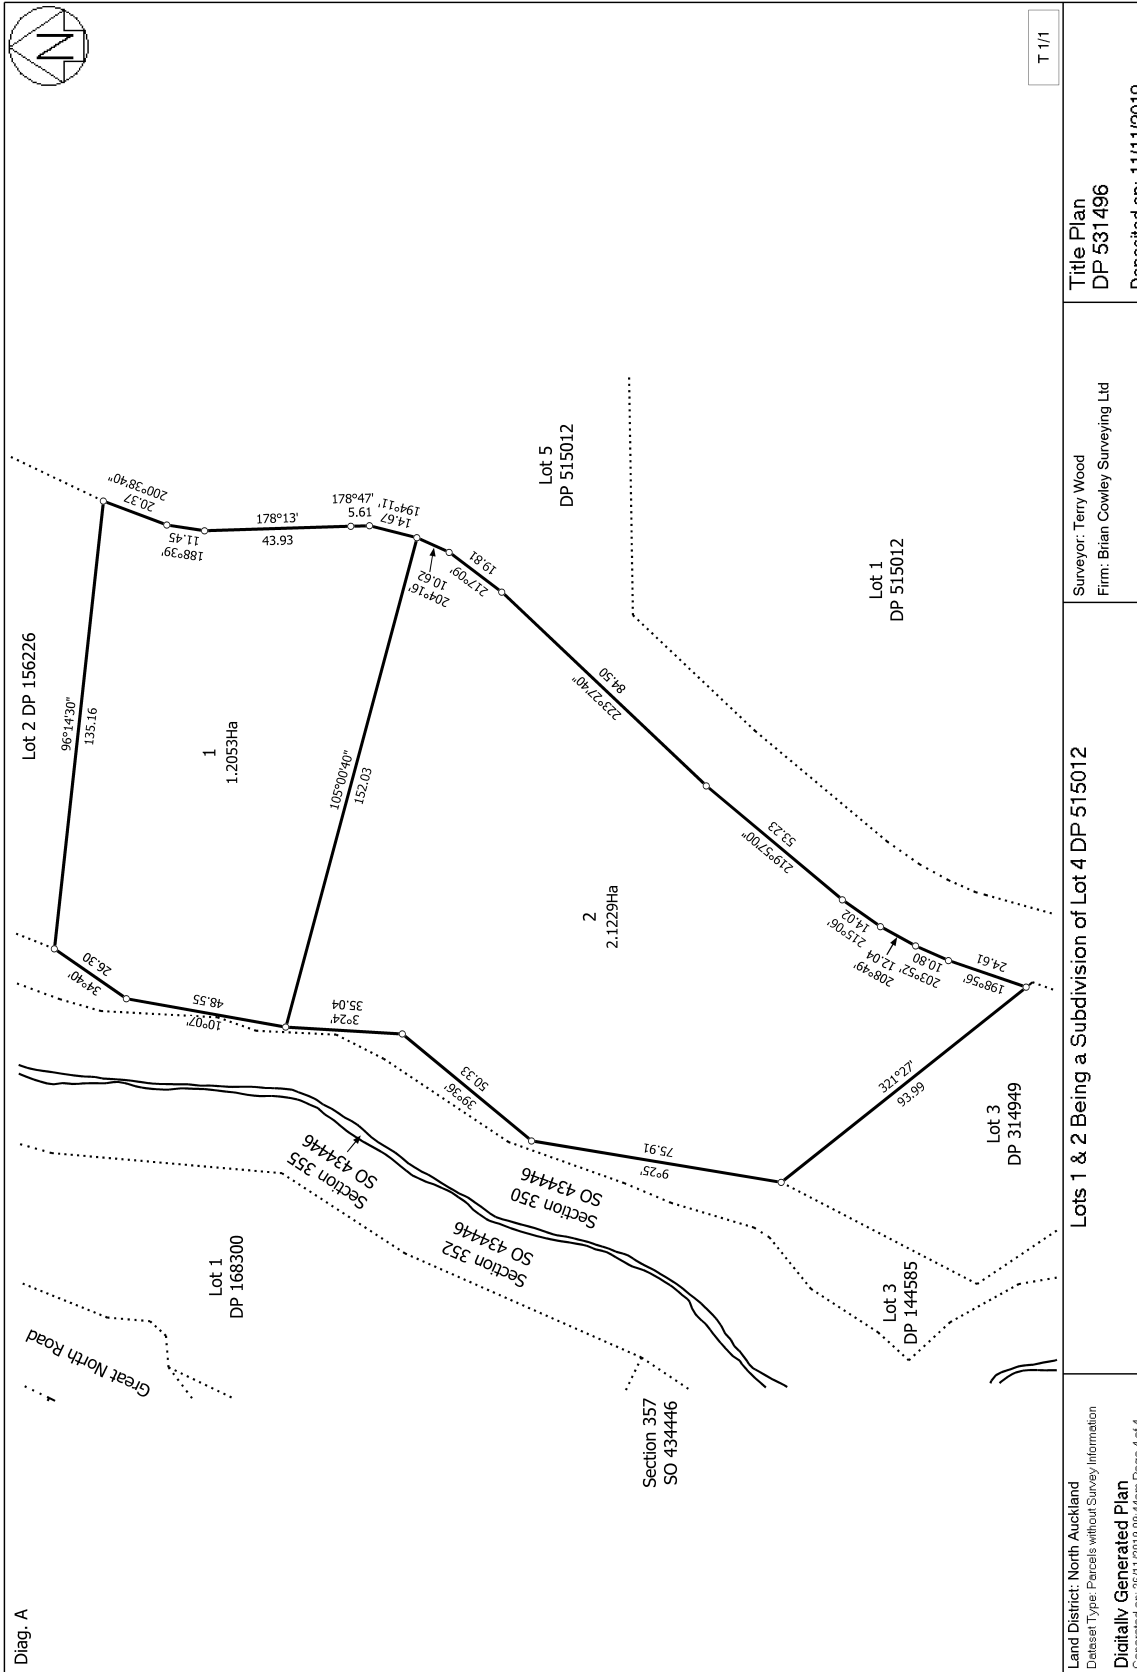 Diag. A
N
T 1/1
Great North Road
Lot 2 DP 156226
96°14'30"
135.16
1
1.2053Ha
26.30
34°40'
48.55
10°07'
200°38'40"
20.37
11.45
188°39'
178°13'
43.93
178°47'
5.61
194°11'
14.67
105°00'40"
152.03
204°16'
10.62
217°09'
19.81
223°27'40"
84.50
219°57'00"
53.23
215°06'
14.02
208°49'
12.04
203°52'
10.80
198°56'
24.61
321°27'
93.99
9°25'
75.91
39°36'
50.33
3°24'
35.04
2
2.1229Ha
Lot 5
DP 515012
Lot 1
DP 515012
Lot 1
DP 168300
Section 355
SO 434446
Section 350
SO 434446
Section 352
SO 434446
Section 357
SO 434446
Lot 3
DP 144585
Lot 3
DP 314949
Land District: North Auckland
Dataset Type: Parcels without Survey Information
Digitally Generated Plan
Lots 1 & 2 Being a Subdivision of Lot 4 DP 515012
Surveyor: Terry Wood
Firm: Brian Cowley Surveying Ltd
Title Plan
DP 531496
Deposited on: 11/11/2019